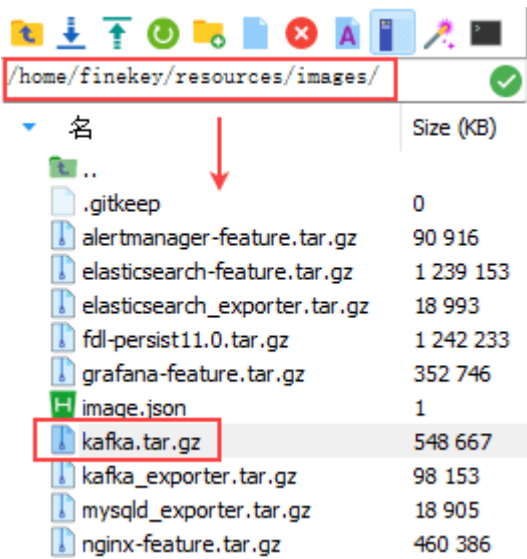 /home/finekey/resources/images/
名 Size (KB)
..
.gitkeep 0
alertmanager-feature.tar.gz 90 916
elasticsearch-feature.tar.gz 1 239 153
elasticsearch_exporter.tar.gz 18 993
fdl-persist11.0.tar.gz 1 242 233
grafana-feature.tar.gz 352 746
image.json 1
kafka.tar.gz 548 667
kafka_exporter.tar.gz 98 153
mysqld_exporter.tar.gz 18 905
nginx-feature.tar.gz 460 386